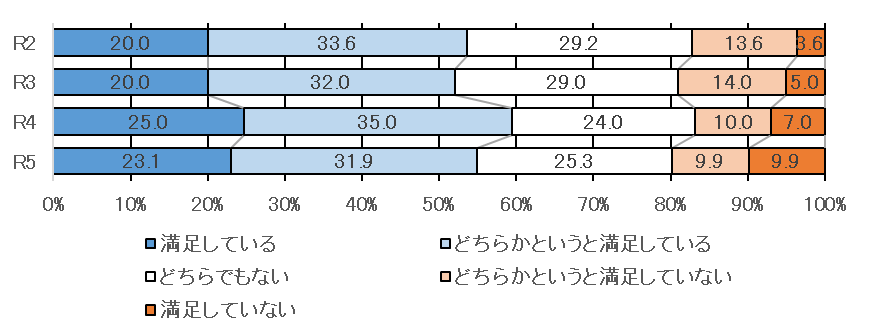 R2 20.0 33.6 29.2 13.6 3.6
R3 20.0 32.0 29.0 14.0 5.0
R4 25.0 35.0 24.0 10.0 7.0
R5 23.1 31.9 25.3 9.9 9.9
0% 10% 20% 30% 40% 50% 60% 70% 80% 90% 100%
満足している どちらかというと満足している
どちらでもない どちらかというと満足していない
満足していない